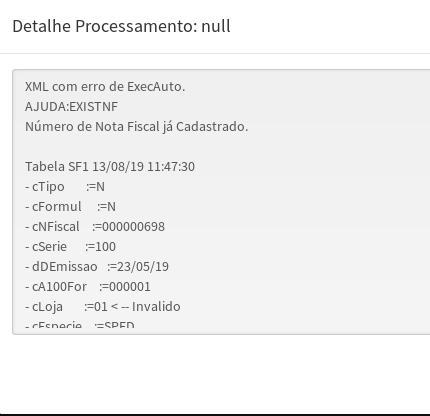 Detalhe Processamento: null
XML com erro de ExecAuto.
AJUDA:EXISTNF
Número de Nota Fiscal já Cadastrado.
Tabela SF1 13/08/19 11:47:30
- cTipo :=N
- cFormul :=N
- cNFiscal :=000000698
- cSerie :=100
- dDEmissao :=23/05/19
- cA100For :=000001
- cLoja :=01 < -- Invalido
- cEspecie :=SPED